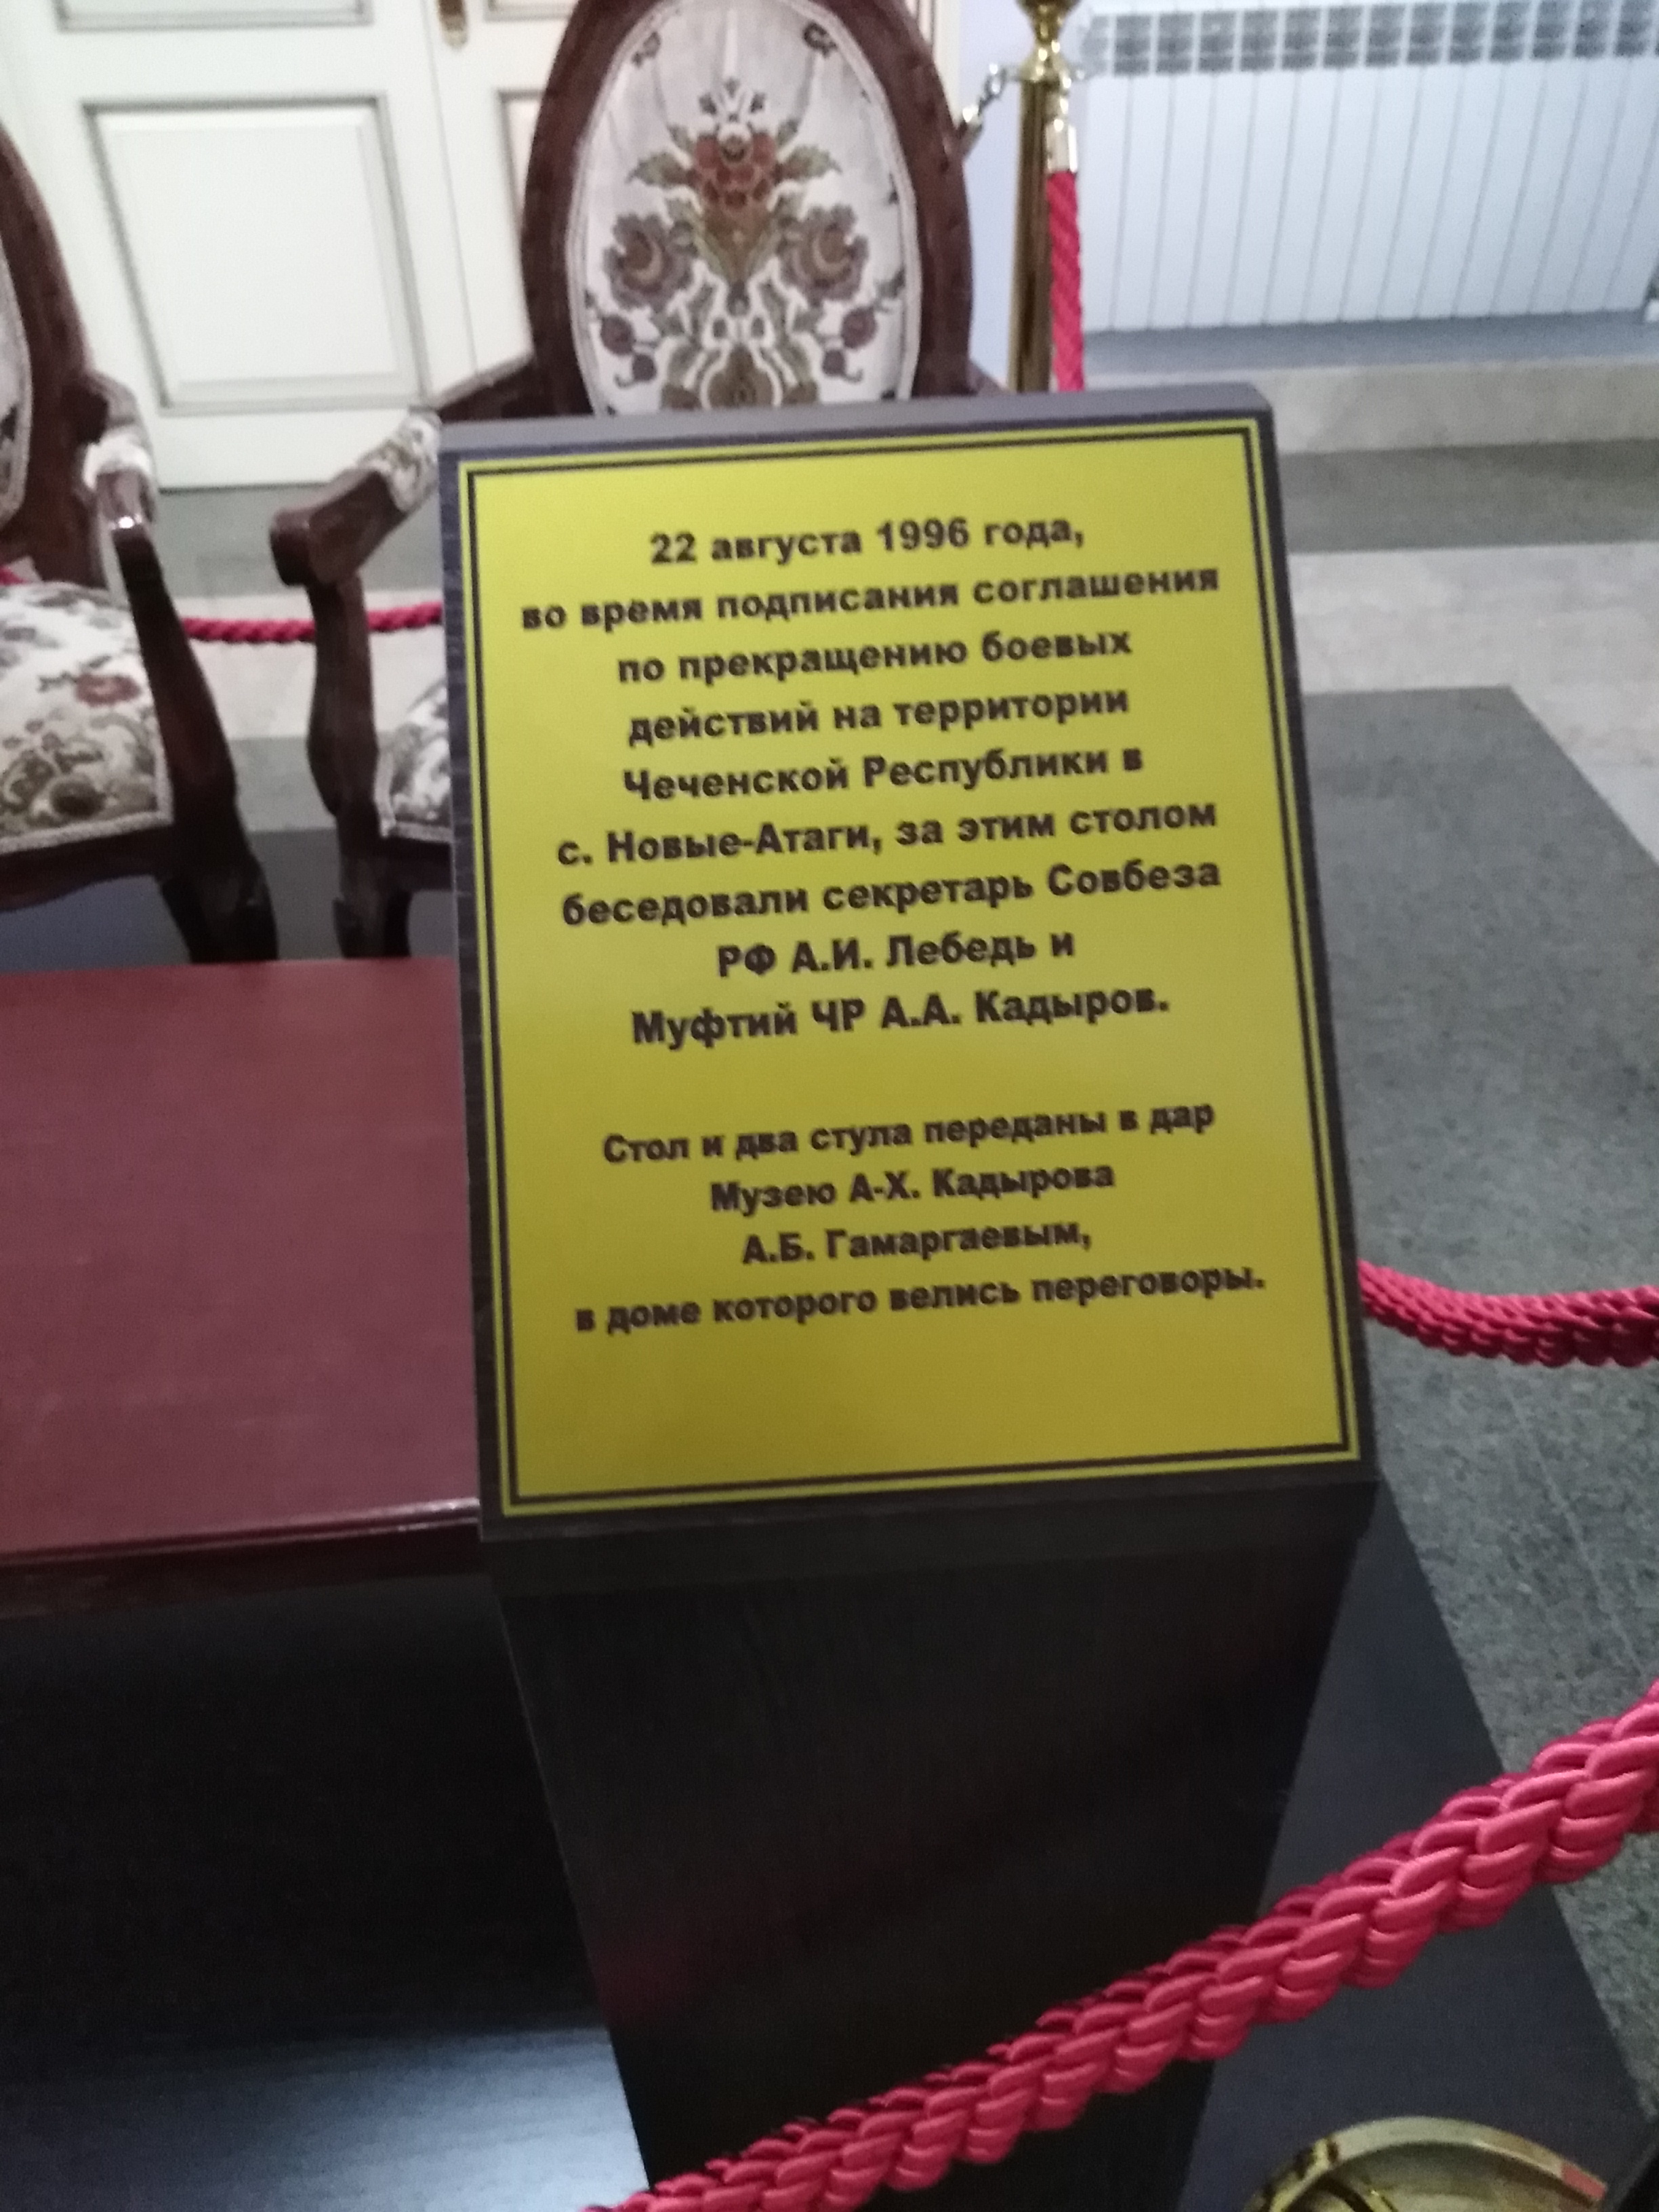 22 августа 1996 года,
во время подписания соглашения
по прекращению боевых
действий на территории
Чеченской Республики в
с. Новые-Атаги, за этим столом
беседовали секретарь Совбеза
РФ А.И. Лебедь и
Муфтий ЧР А.А. Кадыров.
Стол и два стула переданы в дар
Музею А-Х. Кадырова
А.Б. Гамаргаевым,
в доме которого велись переговоры.